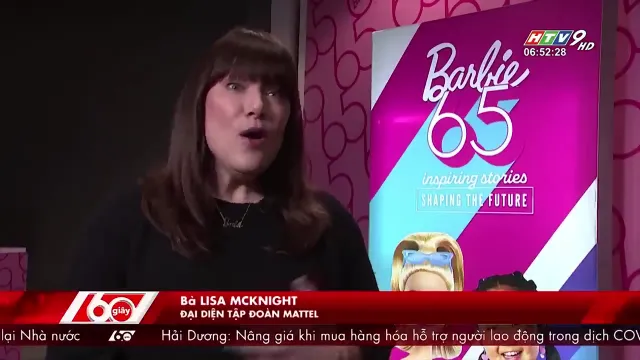 HTV9 HD
06:52:28
Barbie
65
inspiring stories
SHAPING THE FUTURE
60 giây
Bà LISA MCKNIGHT
ĐẠI DIỆN TẬP ĐOÀN MATTEL
lại Nhà nước 60s Hải Dương: Nâng giá khi mua hàng hóa hỗ trợ người lao động trong dịch COV